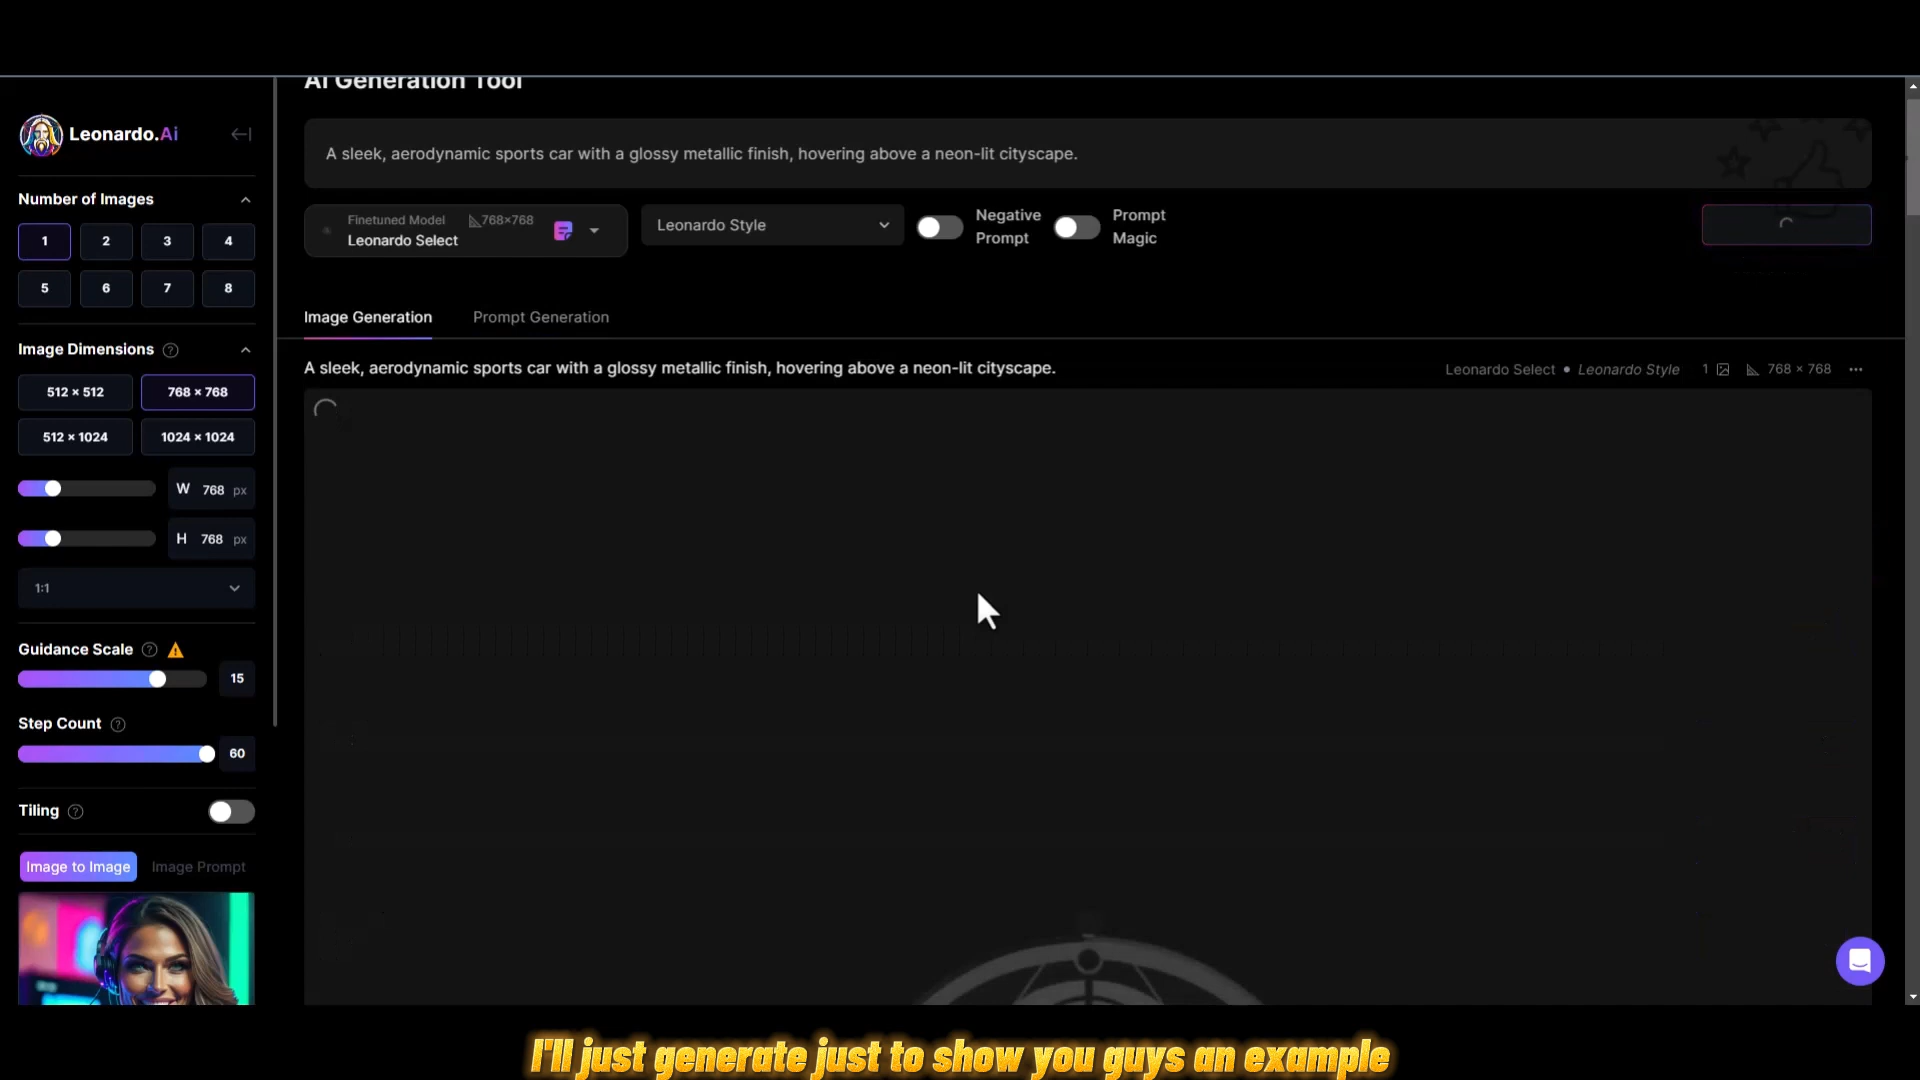 AI Generation Tool
Leonardo.Ai
A sleek, aerodynamic sports car with a glossy metallic finish, hovering above a neon-lit cityscape.
Number of Images
1 2 3 4
5 6 7 8
Finetuned Model 768×768
Leonardo Select
Leonardo Style
Negative
Prompt
Prompt
Magic
Image Generation Prompt Generation
Image Dimensions ?
512 × 512 768 × 768
512 × 1024 1024 × 1024
W 768 px
H 768 px
1:1
A sleek, aerodynamic sports car with a glossy metallic finish, hovering above a neon-lit cityscape.
Leonardo Select • Leonardo Style 1 768 × 768 •••
Guidance Scale ?
15
Step Count ?
60
Tiling ?
Image to Image Image Prompt
I'll just generate just to show you guys an example